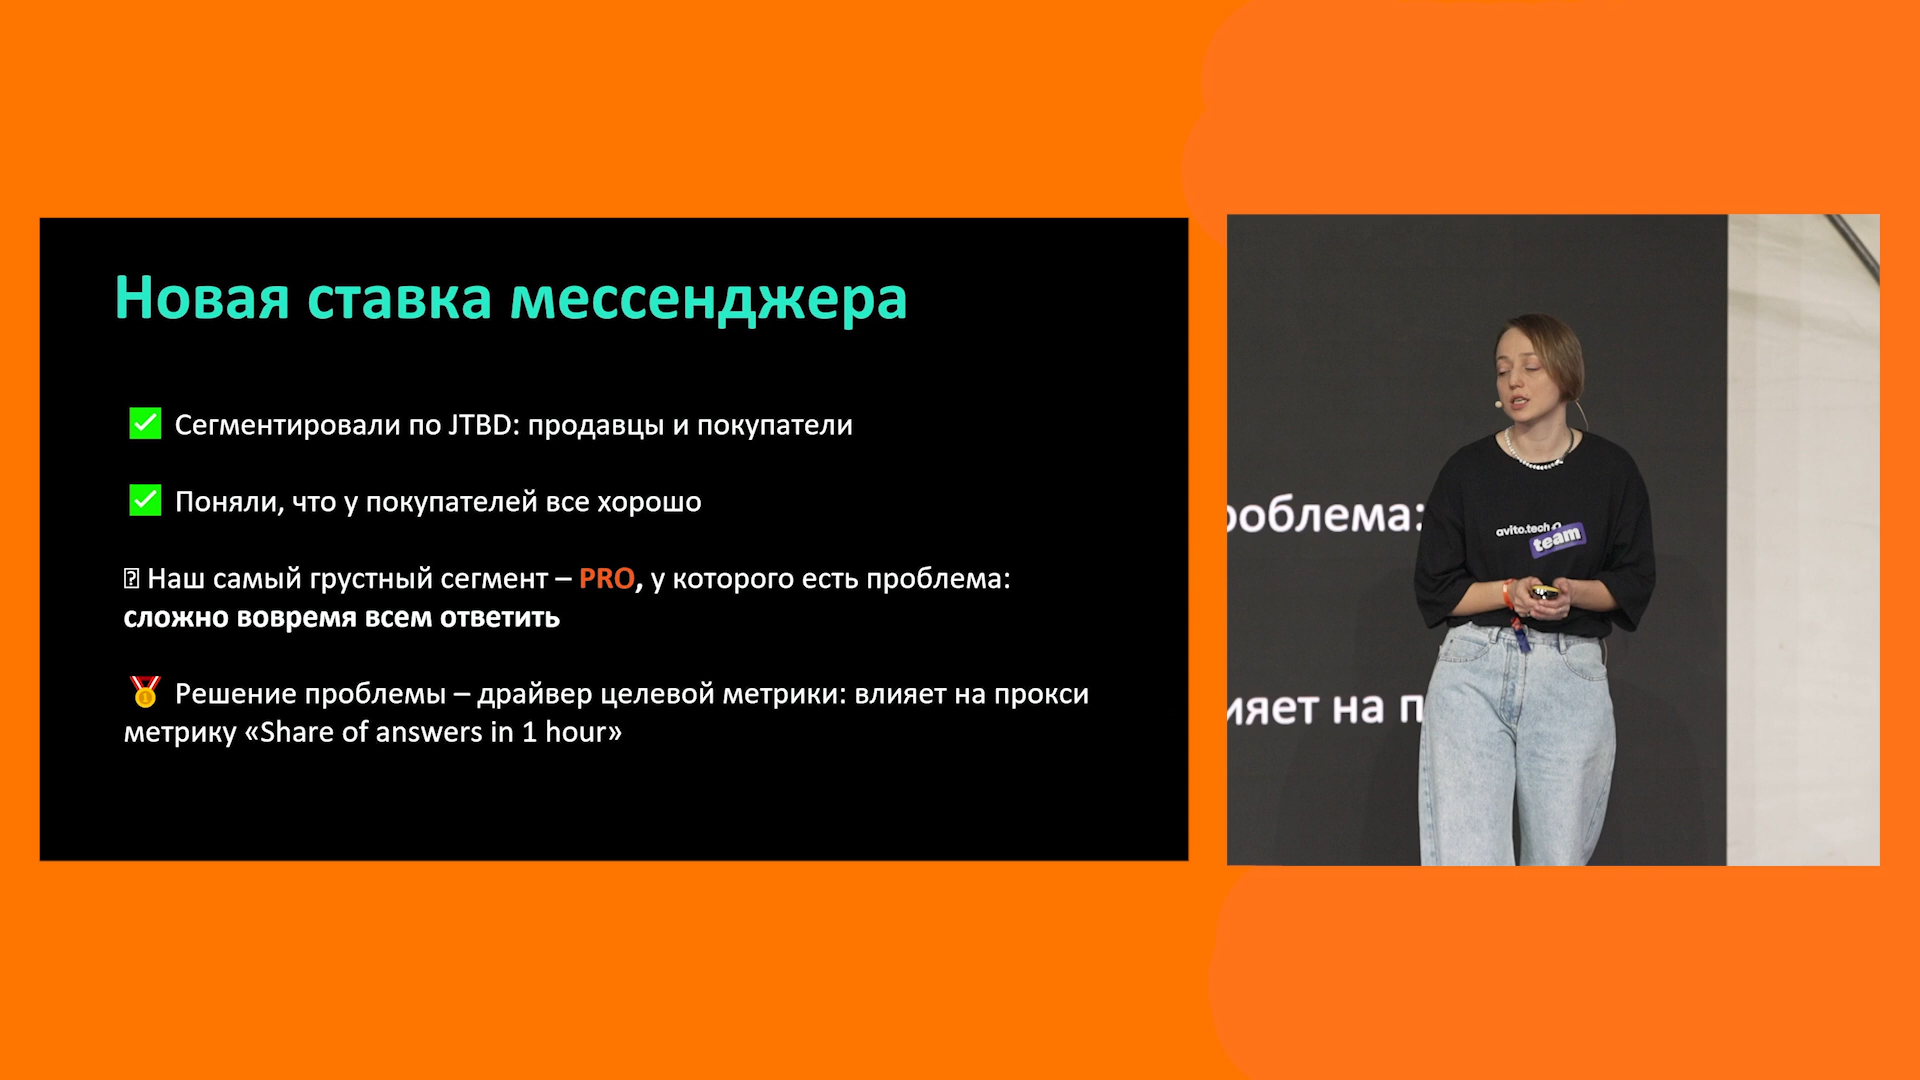 Новая ставка мессенджера
✅ Сегментировали по JTBD: продавцы и покупатели
✅ Поняли, что у покупателей все хорошо
Наш самый грустный сегмент – PRO, у которого есть проблема:
сложно вовремя всем ответить
🏅 Решение проблемы – драйвер целевой метрики: влияет на прокси
метрику «Share of answers in 1 hour»
роблема:
ияет на п
avito.tech
team